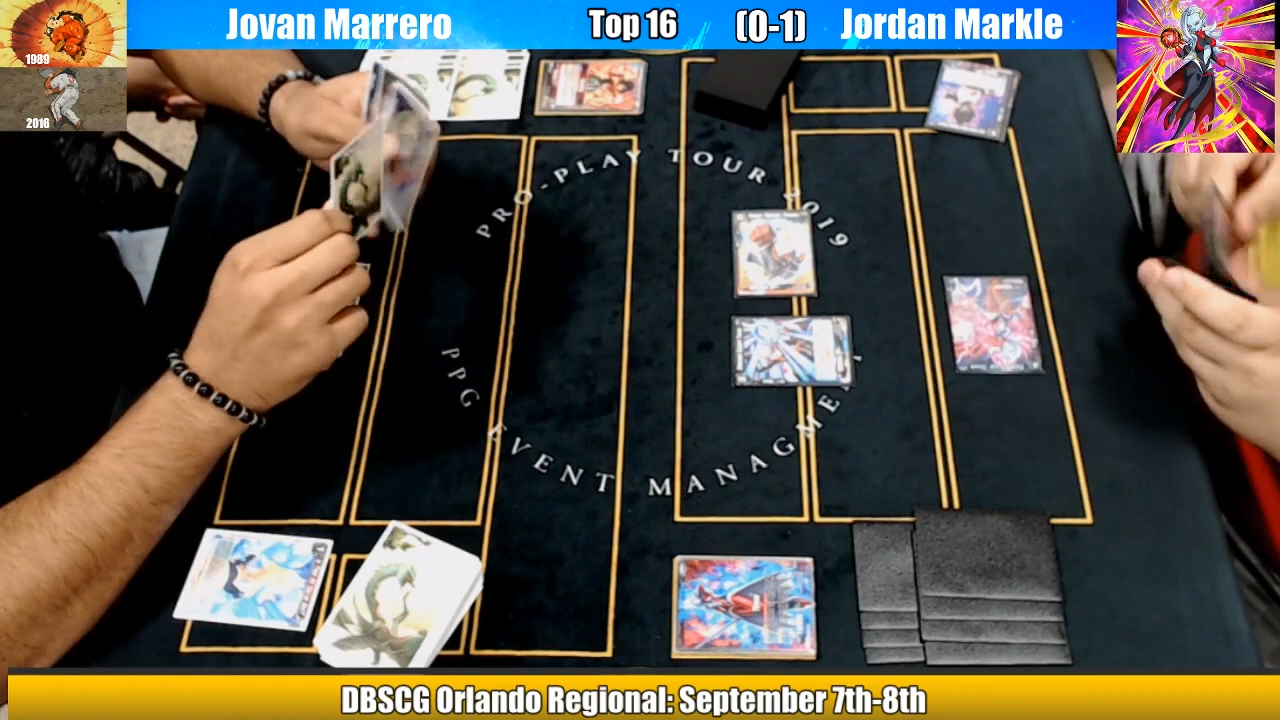 Jovan Marrero
Top 16
(0-1)
Jordan Markle
1989
2016
PRO-PLAY TOUR 2019
PPG EVENT MANAGME
DBSCG Orlando Regional: September 7th-8th